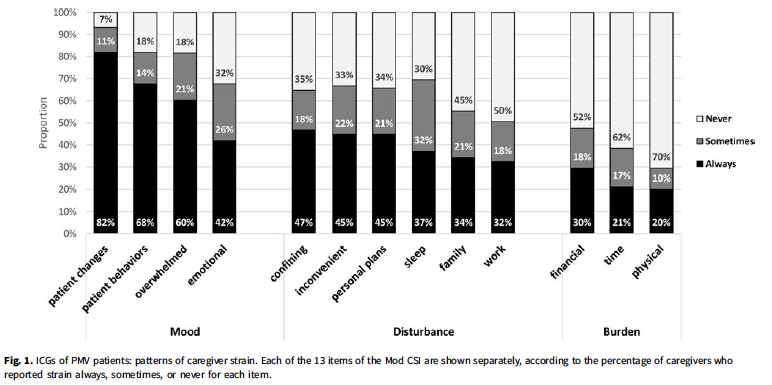 100%
90%
80%
70%
60%
50%
40%
30%
20%
10%
0%
Proportion
7% 18% 18% 32% 35% 33% 34% 30% 45% 50% 52% 62% 70%
11% 14% 21% 26% 18% 22% 21% 32% 21% 18% 18% 17% 10%
82% 68% 60% 42% 47% 45% 45% 37% 34% 32% 30% 21% 20%
patient changes
patient behaviors
overwhelmed
emotional
confining
inconvenient
personal plans
sleep
family
work
financial
time
physical
Mood Disturbance Burden
Never
Sometimes
Always
Fig. 1. ICGs of PMV patients: patterns of caregiver strain. Each of the 13 items of the Mod CSI are shown separately, according to the percentage of caregivers who
reported strain always, sometimes, or never for each item.